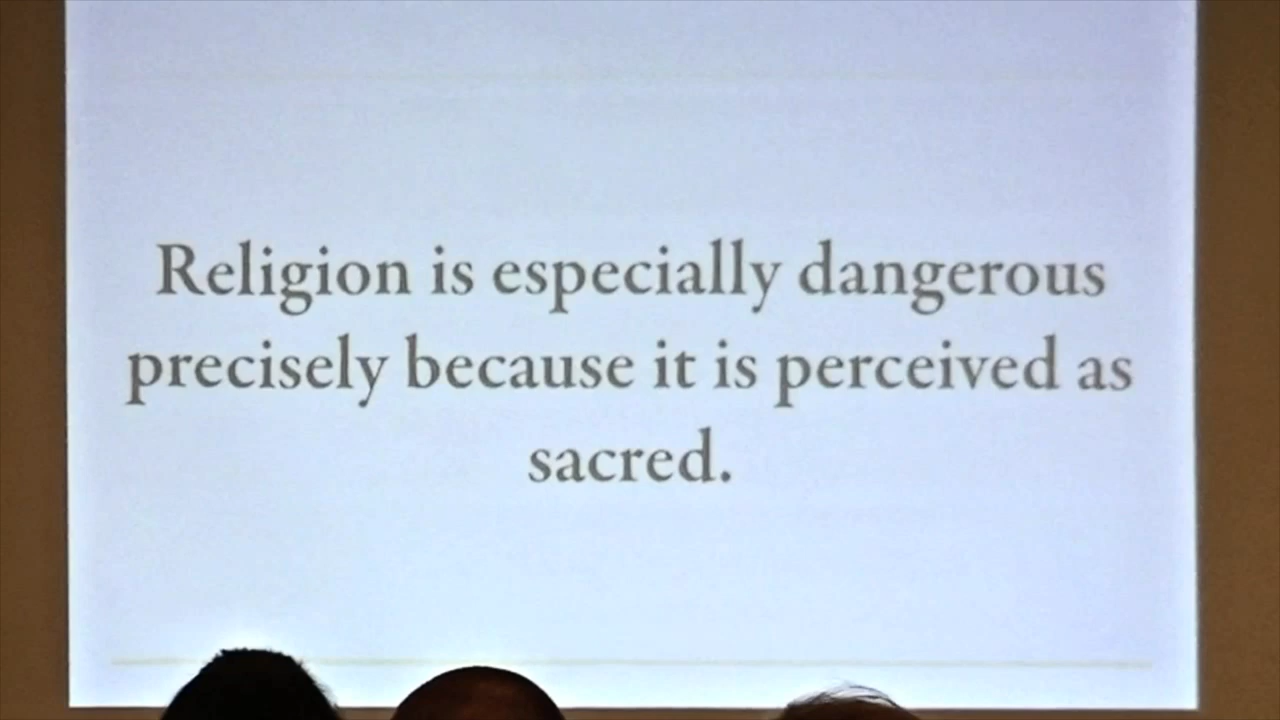 Religion is especially dangerous
precisely because it is perceived as
sacred.